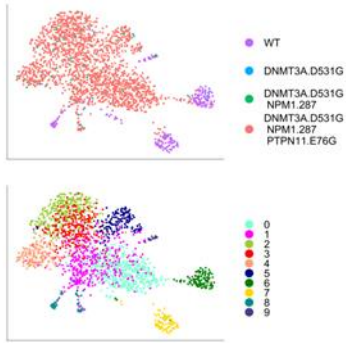 WT
DNMT3A.D531G
DNMT3A.D531G
NPM1.287
DNMT3A.D531G
NPM1.287
PTPN11.E76G
0
1
2
3
4
5
6
7
8
9